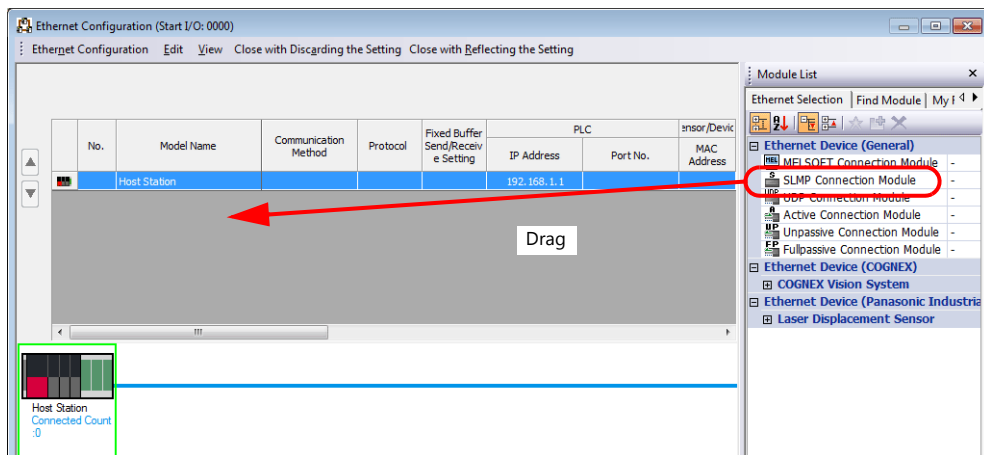 Ethernet Configuration (Start I/O: 0000)
Ethernet Configuration Edit View Close with Discarding the Setting Close with Reflecting the Setting
Module List
Ethernet Selection Find Module My F
No. Model Name Communication Method Protocol Fixed Buffer Send/Receive Setting PLC IP Address Port No. ensor/Devic MAC Address
Host Station 192.168.1.1
Drag
Ethernet Device (General)
MELSOFT Connection Module -
SLMP Connection Module -
UDP Connection Module -
Active Connection Module -
Unpassive Connection Module -
Fullpassive Connection Module -
Ethernet Device (COGNEX)
COGNEX Vision System
Ethernet Device (Panasonic Industria
Laser Displacement Sensor
Host Station
Connected Count
:0